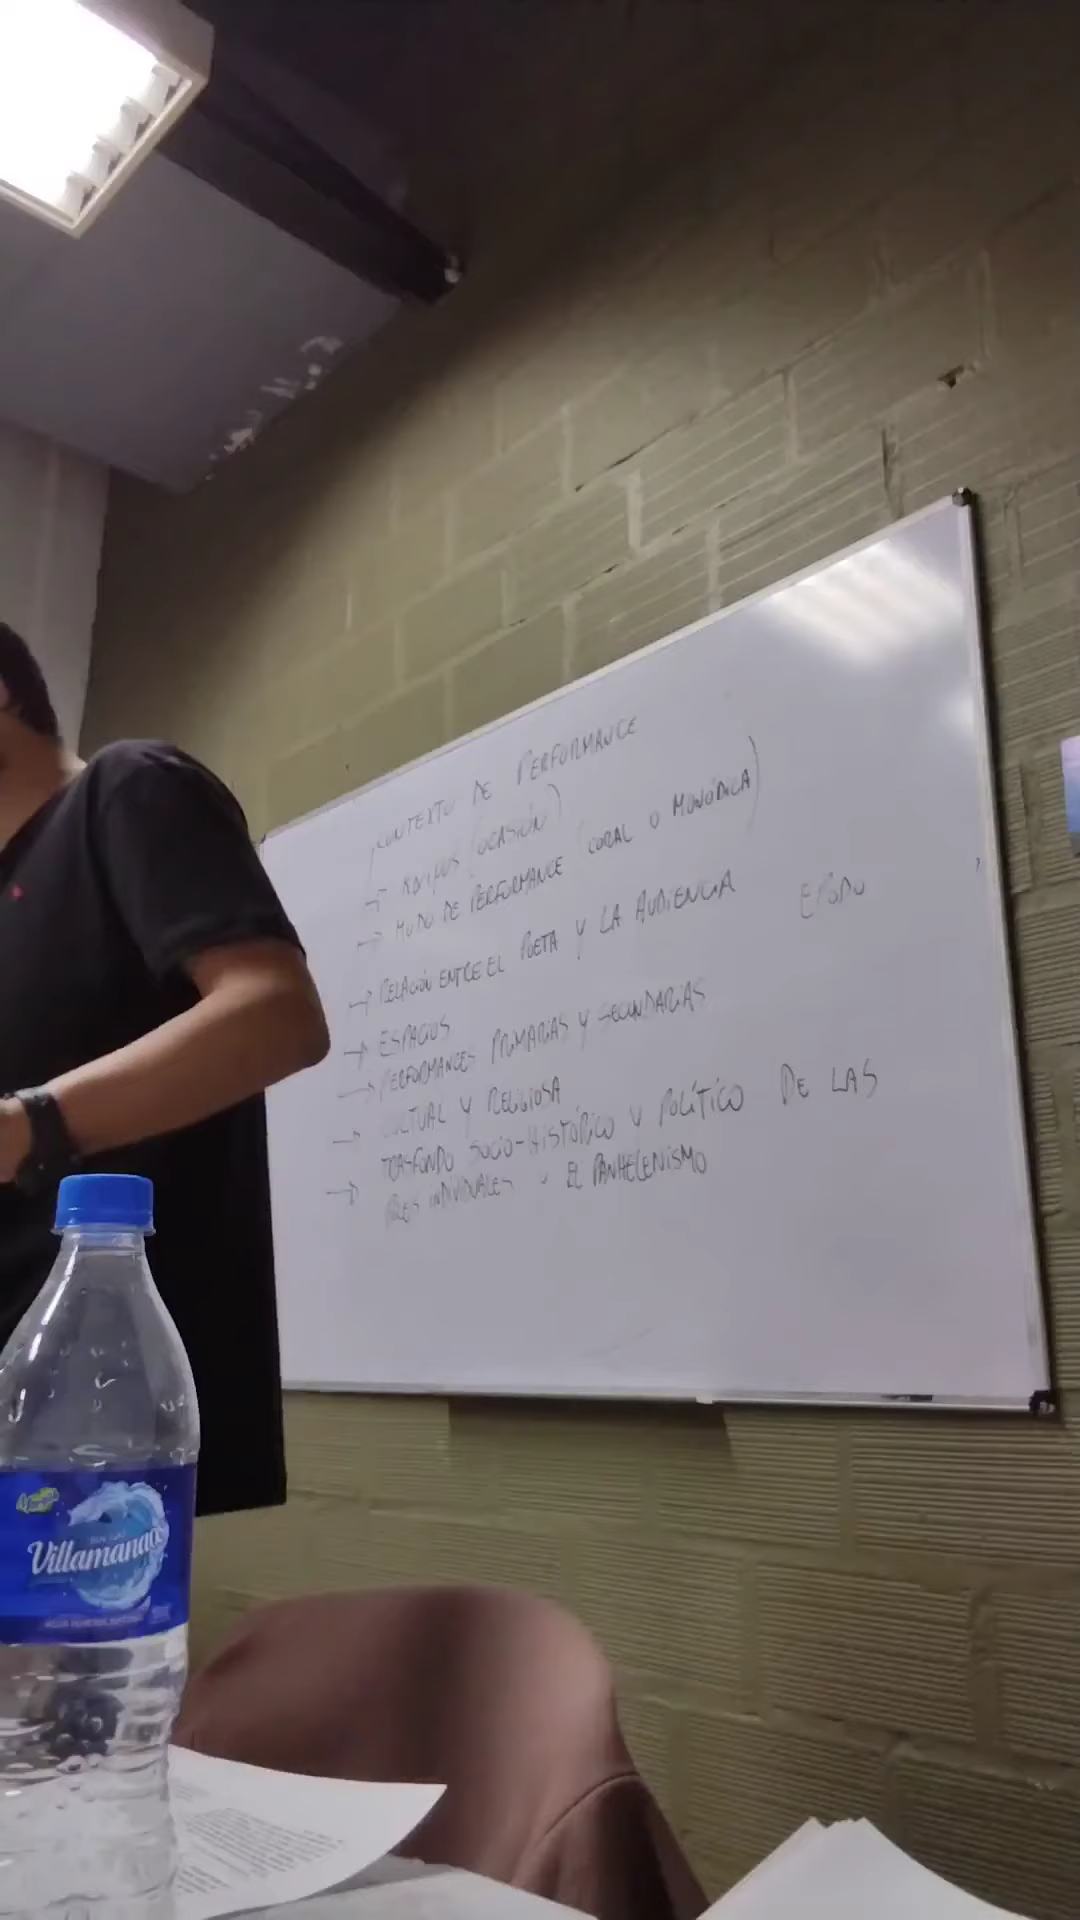 CONTEXTO DE PERFORMANCE
→ (OCASIÓN)
→ MODO DE PERFORMANCE (CORAL O MONÓDICA)
→ RELACIÓN ENTRE EL POETA Y LA AUDIENCIA
EPODO
→ ESPACIOS
→ PERFORMANCES PRIMARIAS Y SECUNDARIAS
→ CULTUAL Y RELIGIOSA
→ TRASFONDO SOCIO-HISTÓRICO Y POLÍTICO DE LAS
INDIVIDUALES EL PANHELENISMO
Villamanaos